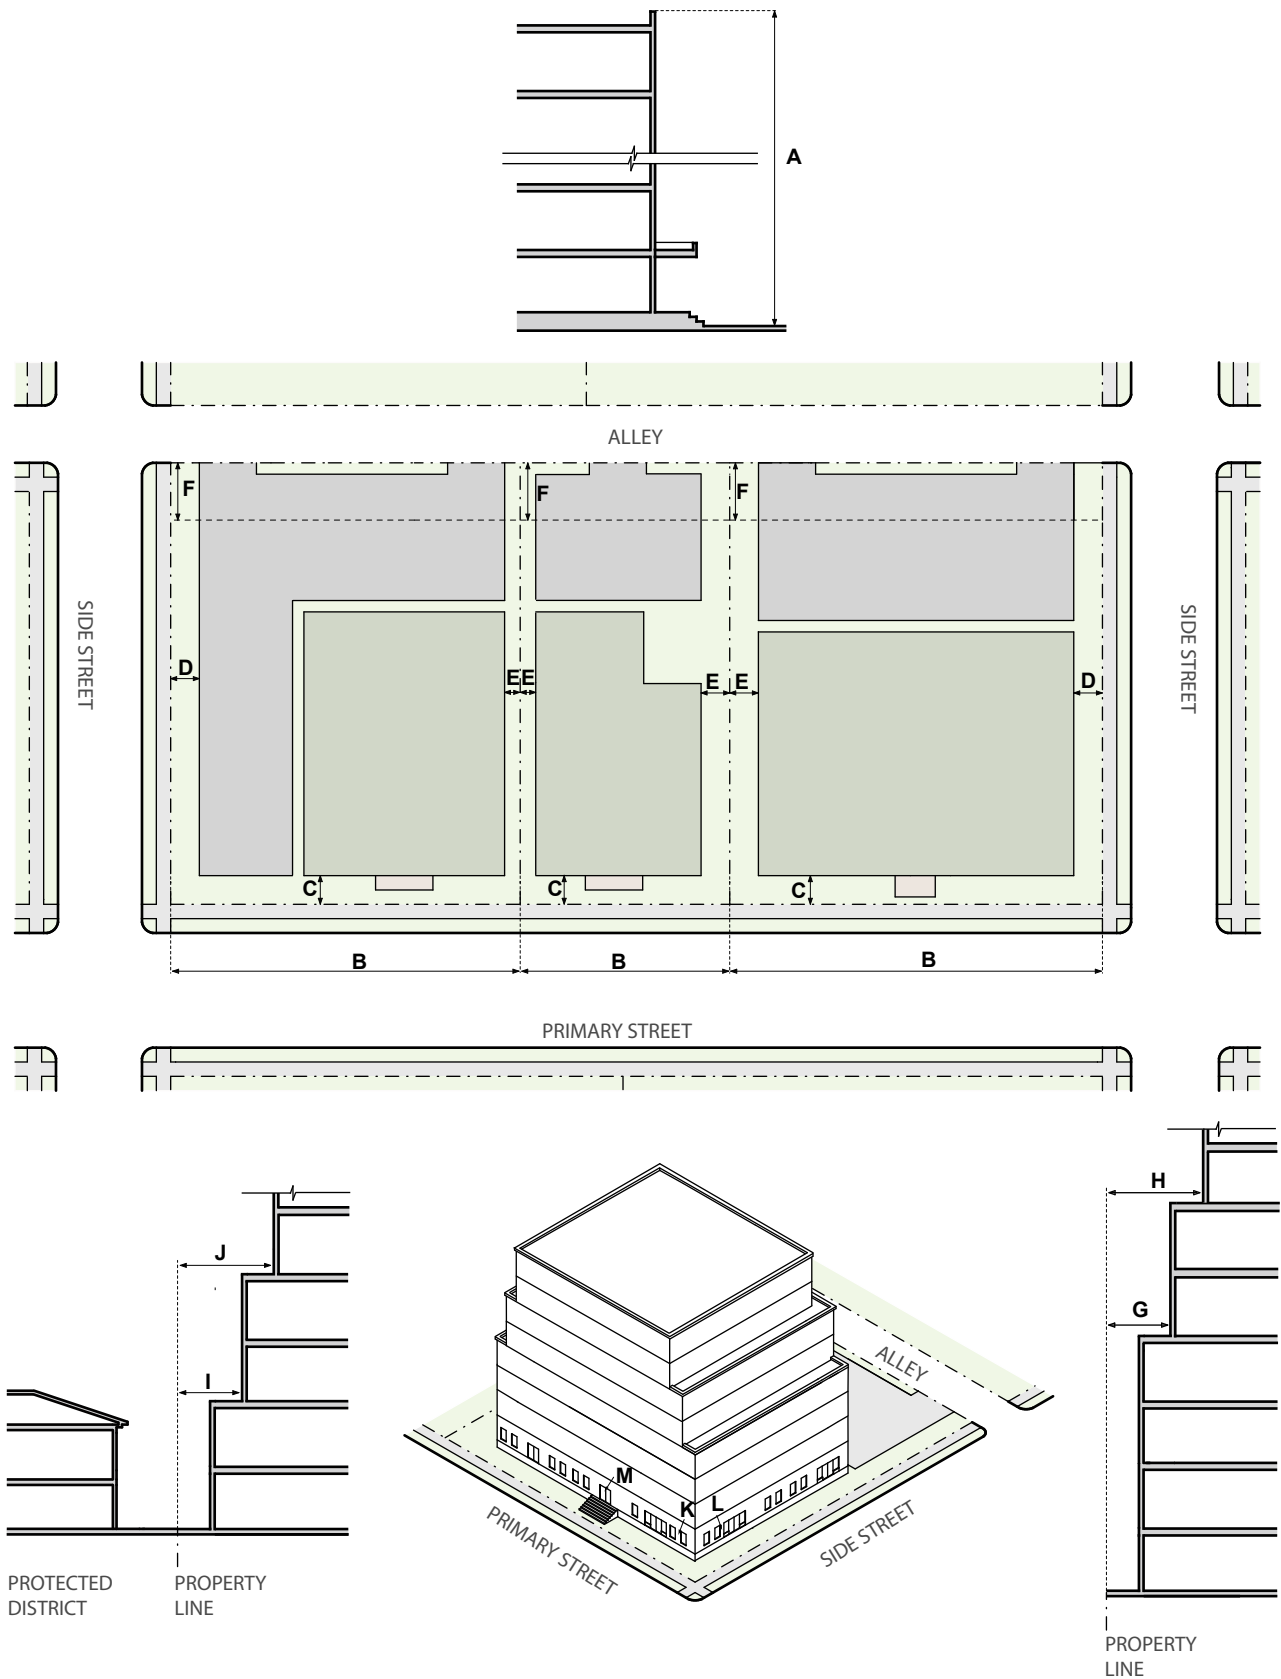 A
ALLEY
F
F
F
SIDE STREET
SIDE STREET
D
E
E
E
E
D
C
C
C
B
B
B
PRIMARY STREET
H
J
G
ALLEY
I
M
K
L
PRIMARY STREET
SIDE STREET
PROTECTED
DISTRICT
PROPERTY
LINE
PROPERTY
LINE